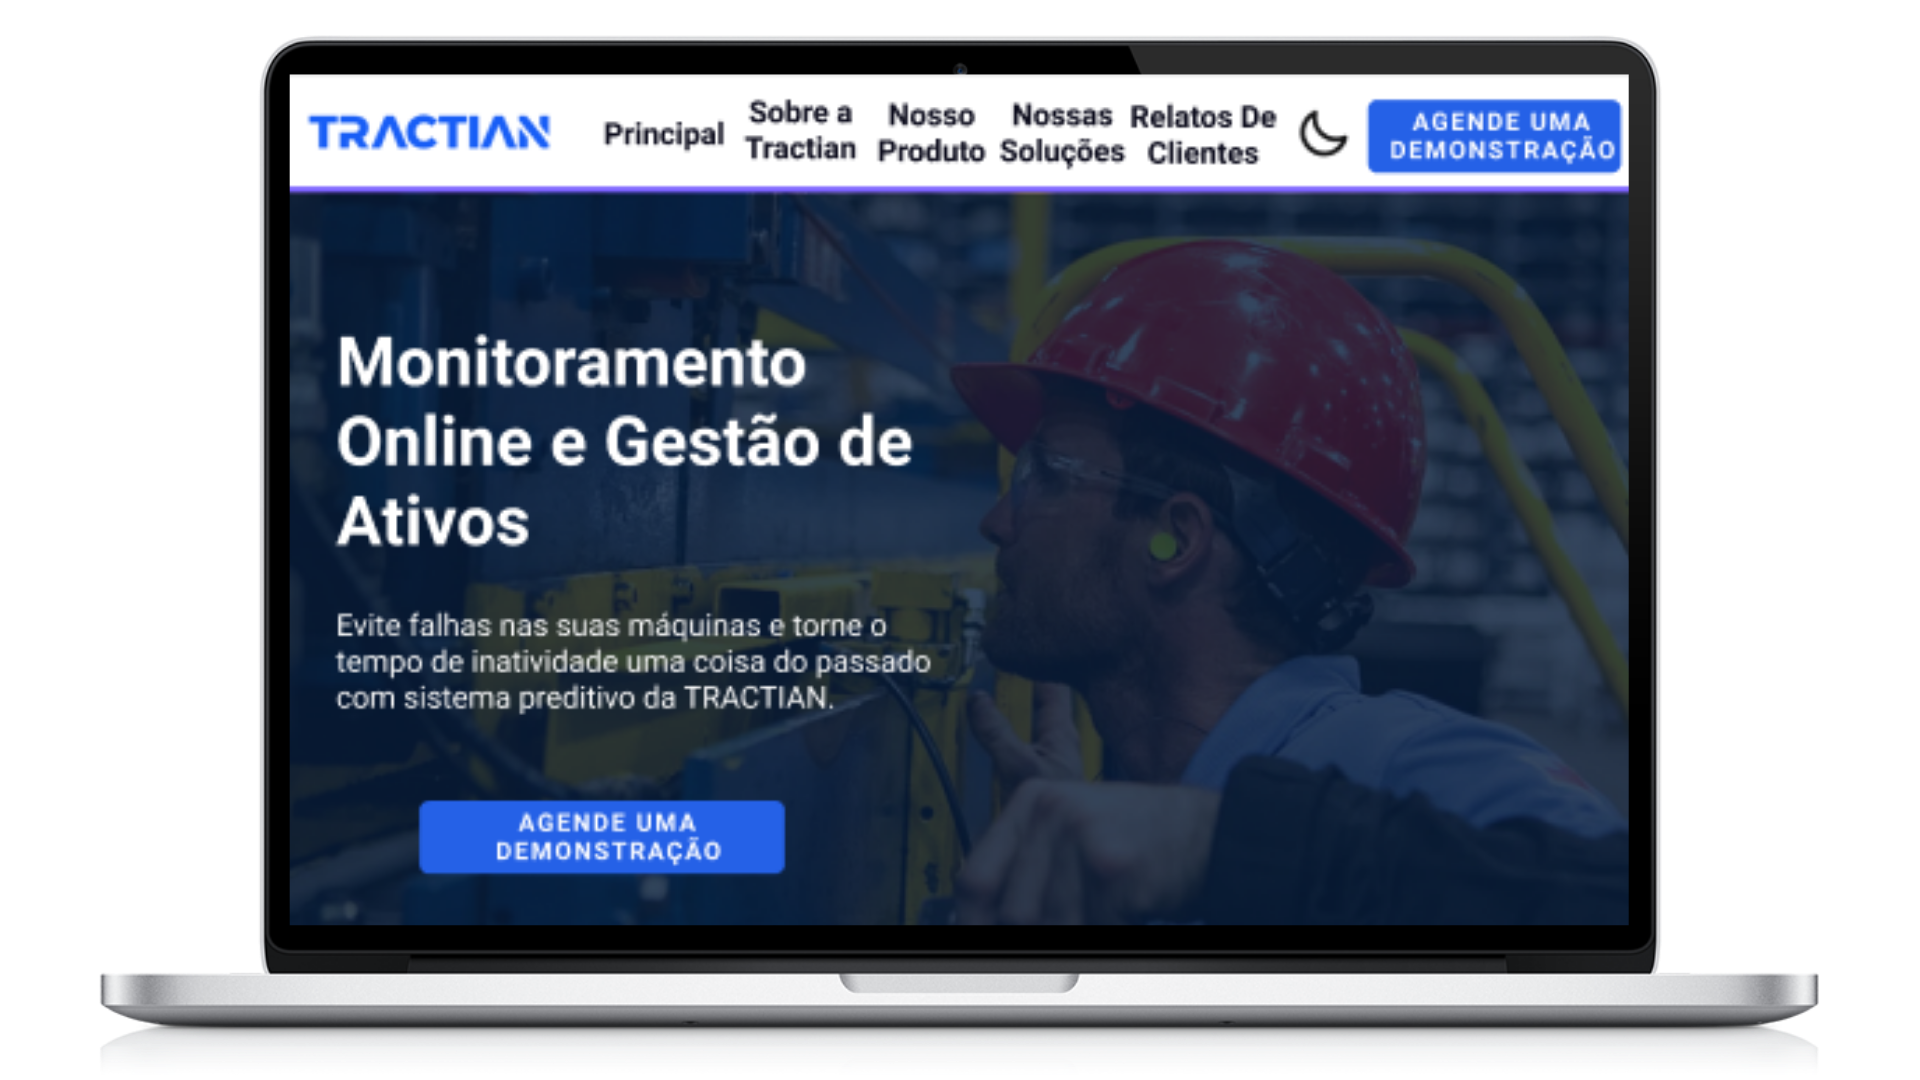 TRACTIAN
Principal
Sobre a
Tractian
Nosso
Produto
Nossas
Soluções
Relatos De
Clientes
AGENDE UMA
DEMONSTRAÇÃO
Monitoramento
Online e Gestão de
Ativos
Evite falhas nas suas máquinas e torne o
tempo de inatividade uma coisa do passado
com sistema preditivo da TRACTIAN.
AGENDE UMA
DEMONSTRAÇÃO